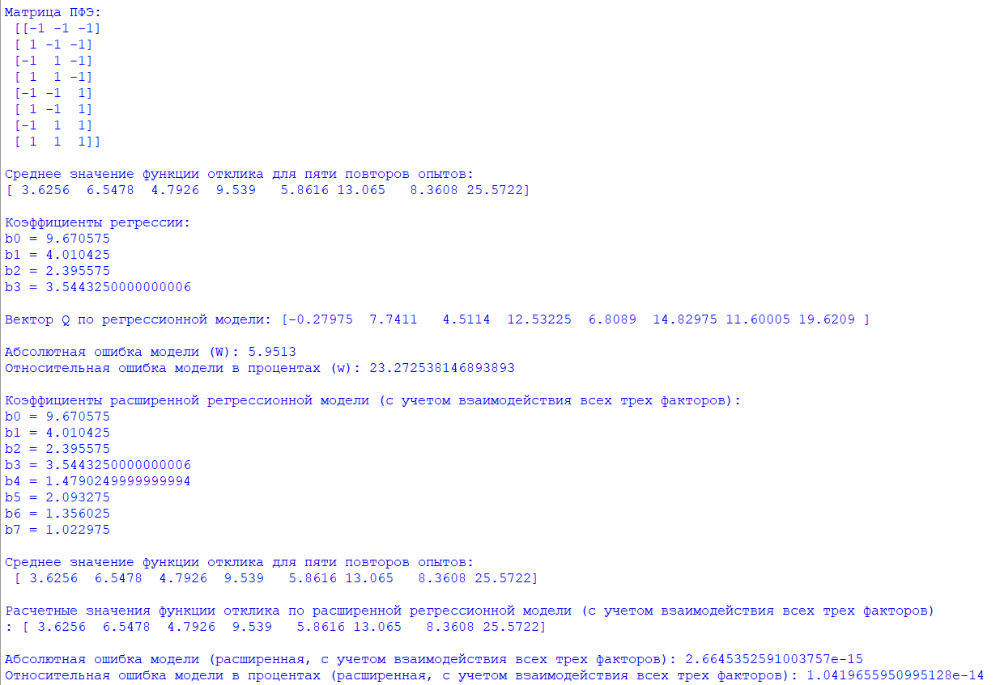 Матрица ПФЭ:
[[-1 -1 -1]
[ 1 -1 -1]
[-1  1 -1]
[ 1  1 -1]
[-1 -1  1]
[ 1 -1  1]
[-1  1  1]
[ 1  1  1]]
Среднее значение функции отклика для пяти повторов опытов:
[ 3.6256  6.5478  4.7926  9.539   5.8616 13.065   8.3608 25.5722]
Коэффициенты регрессии:
b0 = 9.670575
b1 = 4.010425
b2 = 2.395575
b3 = 3.5443250000000006
Вектор Q по регрессионной модели: [-0.27975  7.7411   4.5114  12.53225  6.8089  14.82975 11.60005 19.6209 ]
Абсолютная ошибка модели (W): 5.9513
Относительная ошибка модели в процентах (w): 23.272538146893893
Коэффициенты расширенной регрессионной модели (с учетом взаимодействия всех трех факторов):
b0 = 9.670575
b1 = 4.010425
b2 = 2.395575
b3 = 3.5443250000000006
b4 = 1.4790249999999994
b5 = 2.093275
b6 = 1.356025
b7 = 1.022975
Среднее значение функции отклика для пяти повторов опытов:
[ 3.6256  6.5478  4.7926  9.539   5.8616 13.065   8.3608 25.5722]
Расчетные значения функции отклика по расширенной регрессионной модели (с учетом взаимодействия всех трех факторов)
: [ 3.6256  6.5478  4.7926  9.539   5.8616 13.065   8.3608 25.5722]
Абсолютная ошибка модели (расширенная, с учетом взаимодействия всех трех факторов): 2.6645352591003757e-15
Относительная ошибка модели в процентах (расширенная, с учетом взаимодействия всех трех факторов): 1.0419655950995128e-14